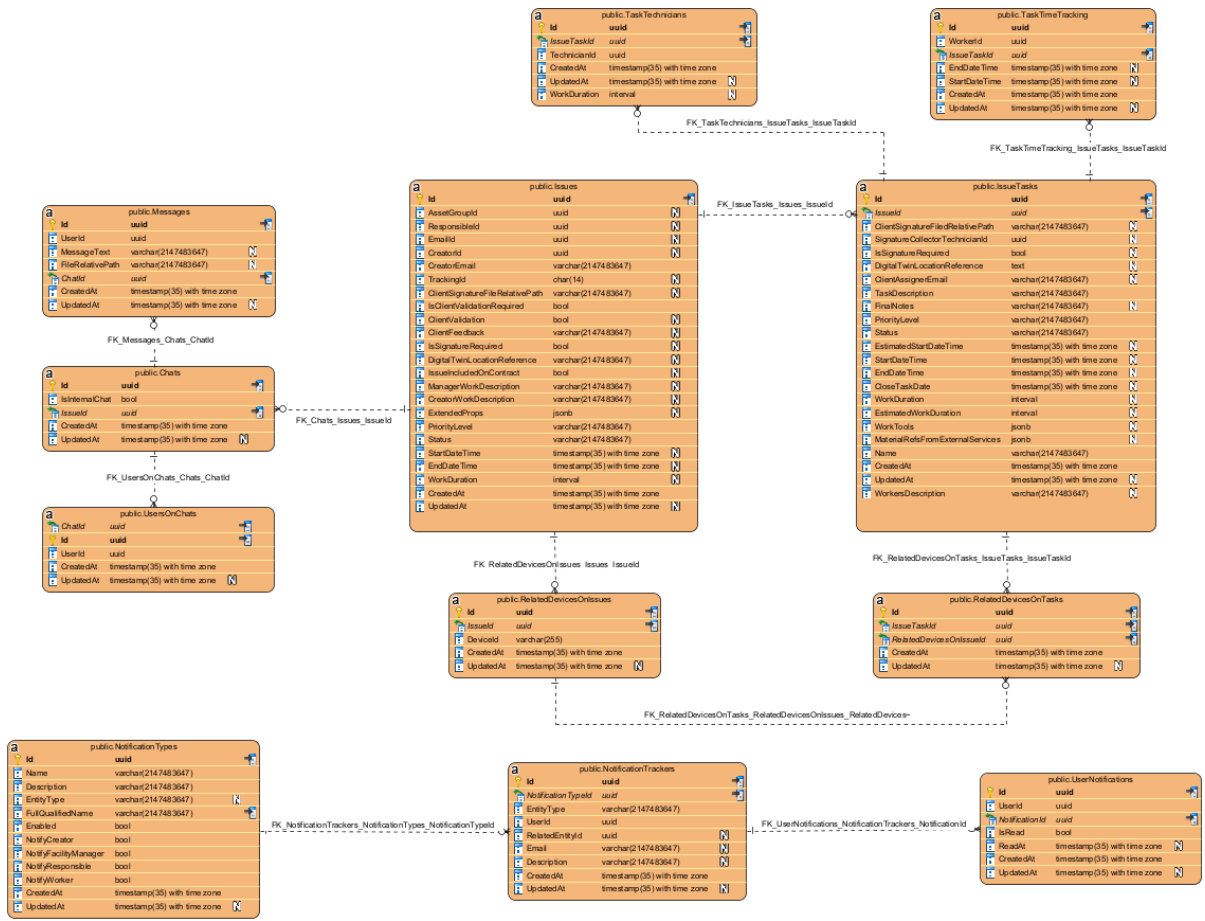 a
public.TaskTechnicians
Id uuid
IssueTaskId uuid
TechnicianId uuid
CreatedAt timestamp(35) with time zone
UpdatedAt timestamp(35) with time zone N
WorkDuration interval N
a
public.TaskTimeTracking
Id uuid
WorkerId uuid
IssueTaskId uuid
EndDateTime timestamp(35) with time zone N
StartDateTime timestamp(35) with time zone N
CreatedAt timestamp(35) with time zone
UpdatedAt timestamp(35) with time zone N
FK_TaskTechnicians_IssueTasks_IssueTaskId
FK_TaskTimeTracking_IssueTasks_IssueTaskId
a
public.Messages
Id uuid
UserId uuid
MessageText varchar(2147483647) N
FileRelativePath varchar(2147483647) N
ChatId uuid
CreatedAt timestamp(35) with time zone
UpdatedAt timestamp(35) with time zone N
FK_Messages_Chats_ChatId
a
public.Chats
Id uuid
IsInternalChat bool
IssueId uuid
CreatedAt timestamp(35) with time zone
UpdatedAt timestamp(35) with time zone N
FK_Chats_Issues_IssueId
FK_UsersOnChats_Chats_ChatId
a
public.UsersOnChats
ChatId uuid
Id uuid
UserId uuid
CreatedAt timestamp(35) with time zone
UpdatedAt timestamp(35) with time zone N
a
public.Issues
Id uuid
AssetGroupId uuid N
ResponsibleId uuid N
EmailId uuid N
CreatorId uuid N
CreatorEmail varchar(2147483647)
TrackingId char(14) N
ClientSignatureFileRelativePath varchar(2147483647) N
IsClientValidationRequired bool
ClientValidation bool N
ClientFeedback varchar(2147483647) N
IsSignatureRequired bool N
DigitalTwinLocationReference varchar(2147483647) N
IssueIncludedOnContract bool N
ManagerWorkDescription varchar(2147483647) N
CreatorWorkDescription varchar(2147483647) N
ExtendedProps jsonb N
PriorityLevel varchar(2147483647)
Status varchar(2147483647)
StartDateTime timestamp(35) with time zone N
EndDateTime timestamp(35) with time zone N
WorkDuration interval N
CreatedAt timestamp(35) with time zone
UpdatedAt timestamp(35) with time zone N
FK_IssueTasks_Issues_IssueId
a
public.IssueTasks
Id uuid
IssueId uuid
ClientSignatureFiledRelativePath varchar(2147483647) N
SignatureCollectorTechnicianId uuid N
IsSignatureRequired bool N
DigitalTwinLocationReference text N
ClientAssignerEmail varchar(2147483647) N
TaskDescription varchar(2147483647)
FinalNotes varchar(2147483647) N
PriorityLevel varchar(2147483647)
Status varchar(2147483647)
EstimatedStartDateTime timestamp(35) with time zone N
StartDateTime timestamp(35) with time zone N
EndDateTime timestamp(35) with time zone N
CloseTaskDate timestamp(35) with time zone N
WorkDuration interval N
EstimatedWorkDuration interval N
WorkTools jsonb N
MaterialRefsFromExternalServices jsonb N
Name varchar(2147483647)
CreatedAt timestamp(35) with time zone
UpdatedAt timestamp(35) with time zone N
WorkersDescription varchar(2147483647) N
FK_RelatedDevicesOnIssues_Issues_IssueId
FK_RelatedDevicesOnTasks_IssueTasks_IssueTaskId
a
public.RelatedDevicesOnIssues
Id uuid
IssueId uuid
DeviceId varchar(255)
CreatedAt timestamp(35) with time zone
UpdatedAt timestamp(35) with time zone N
a
public.RelatedDevicesOnTasks
Id uuid
IssueTaskId uuid
RelatedDevicesOnIssueId uuid
CreatedAt timestamp(35) with time zone
UpdatedAt timestamp(35) with time zone N
FK_RelatedDevicesOnTasks_RelatedDevicesOnIssues_RelatedDevices~
a
public.NotificationTypes
Id uuid
Name varchar(2147483647)
Description varchar(2147483647)
EntityType varchar(2147483647) N
FullQualifiedName varchar(2147483647)
Enabled bool
NotifyCreator bool
NotifyFacilityManager bool
NotifyResponsible bool
NotifyWorker bool
CreatedAt timestamp(35) with time zone
UpdatedAt timestamp(35) with time zone N
FK_NotificationTrackers_NotificationTypes_NotificationTypeId
a
public.NotificationTrackers
Id uuid
NotificationTypeId uuid
EntityType varchar(2147483647)
UserId uuid
RelatedEntityId uuid N
Email varchar(2147483647) N
Description varchar(2147483647) N
CreatedAt timestamp(35) with time zone
UpdatedAt timestamp(35) with time zone N
FK_UserNotifications_NotificationTrackers_NotificationId
a
public.UserNotifications
Id uuid
UserId uuid
NotificationId uuid
IsRead bool
ReadAt timestamp(35) with time zone N
CreatedAt timestamp(35) with time zone
UpdatedAt timestamp(35) with time zone N